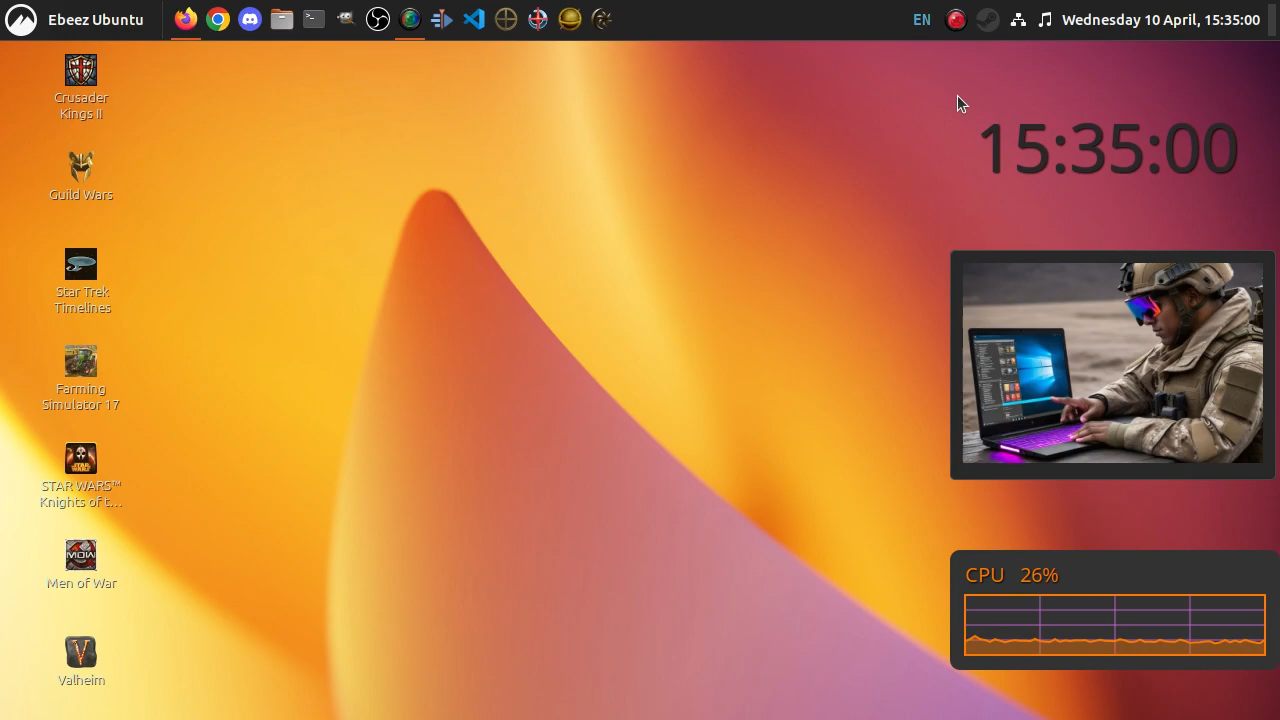 Ebeez Ubuntu
EN
Wednesday 10 April, 15:35:00
Crusader
Kings II
Guild Wars
Star Trek
Timelines
Farming
Simulator 17
STAR WARS™
Knights of t...
MOW
Men of War
V
Valheim
15:35:00
CPU 26%